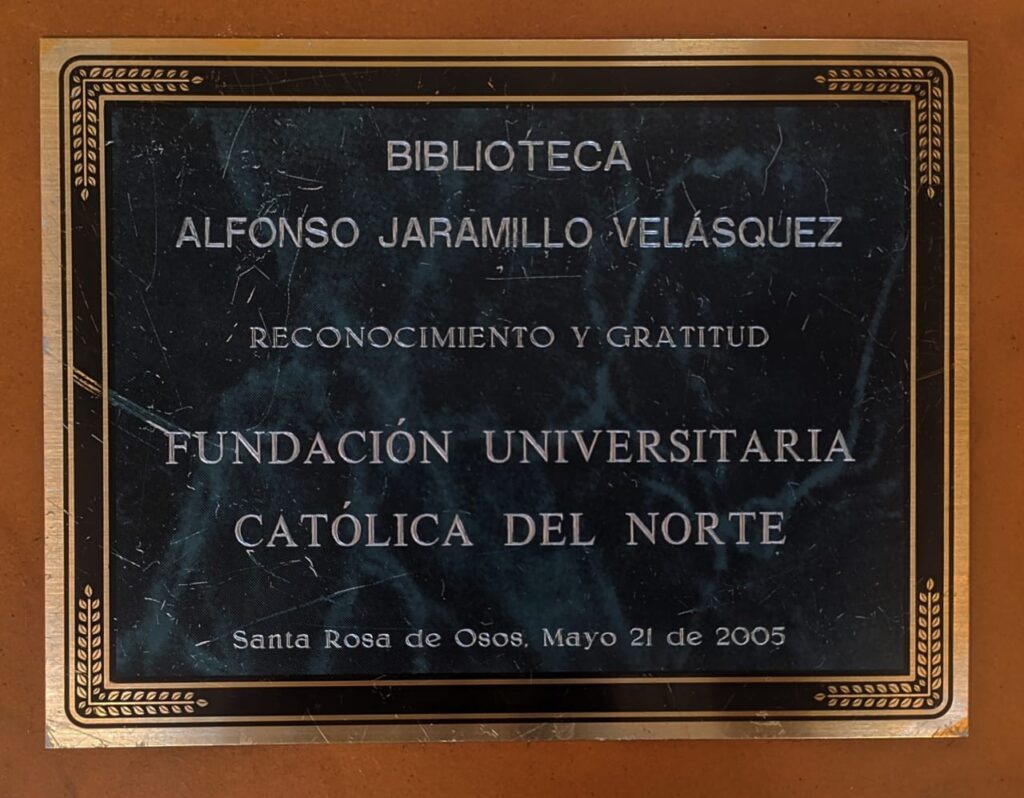 BIBLIOTECA
ALFONSO JARAMILLO VELÁSQUEZ
RECONOCIMIENTO Y GRATITUD
FUNDACIÓN UNIVERSITARIA
CATÓLICA DEL NORTE
Santa Rosa de Osos, Mayo 21 de 2005